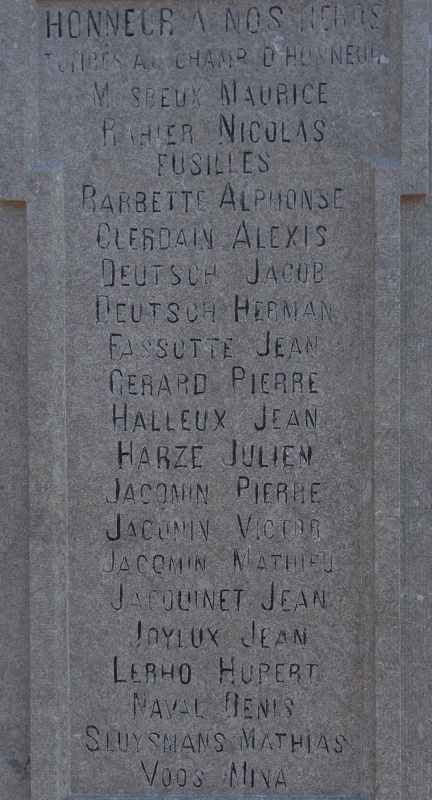 HONNEUR A NOS HEROS
TOMBES AU CHAMP D'HONNEUR
MISBEUX MAURICE
RAHIER NICOLAS
FUSILLES
BARBETTE ALPHONSE
CLERDAIN ALEXIS
DEUTSCH JACOB
DEUTSCH HERMAN
FASSOTTE JEAN
GERARD PIERRE
HALLEUX JEAN
HARZE JULIEN
JACOMIN PIERRE
JACOMIN VICTOR
JACOMIN MATHIEU
JACQUINET JEAN
JOYLUX JEAN
LERHO HUBERT
NAVAL DENIS
SLUYSMANS MATHIAS
VOOS MINA